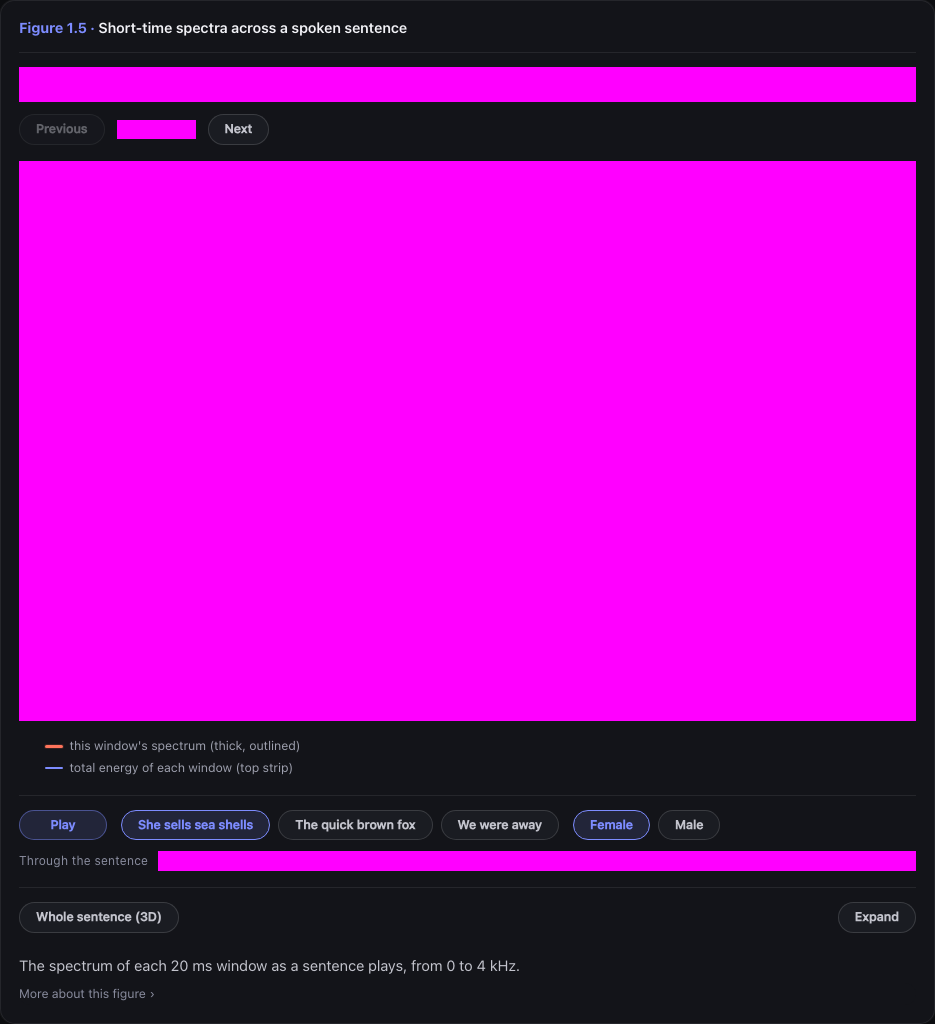 Figure 1.5 · Short-time spectra across a spoken sentence
Previous Next
this window's spectrum (thick, outlined)
total energy of each window (top strip)
Play She sells sea shells The quick brown fox We were away Female Male
Through the sentence
Whole sentence (3D) Expand
The spectrum of each 20 ms window as a sentence plays, from 0 to 4 kHz.
More about this figure ›